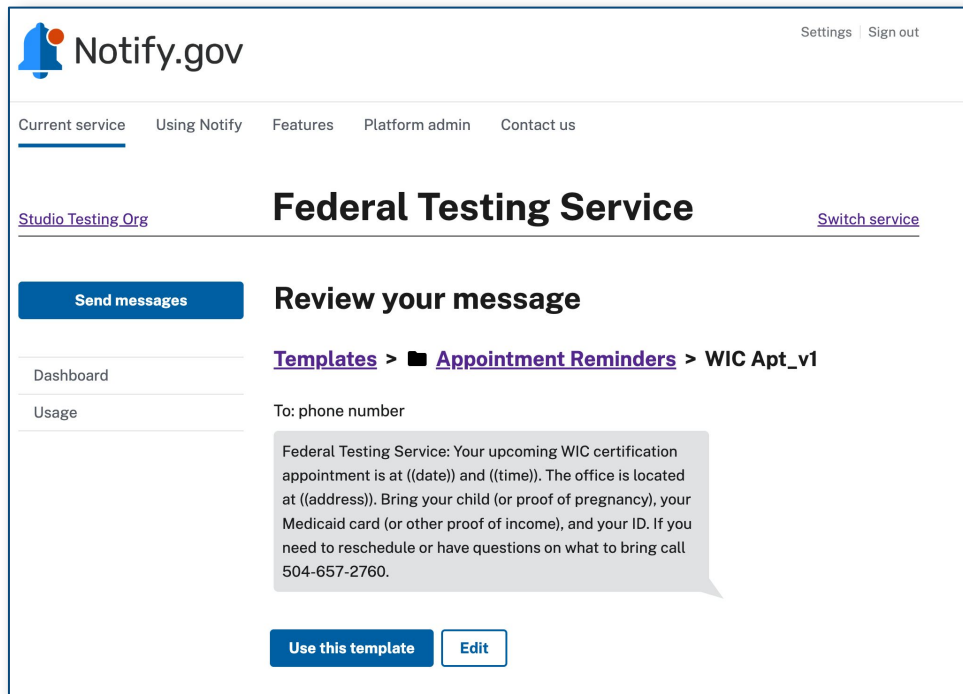 Notify.gov
Settings Sign out
Current service Using Notify Features Platform admin Contact us
Studio Testing Org
Federal Testing Service
Switch service
Send messages
Dashboard
Usage
Review your message
Templates > Appointment Reminders > WIC Apt_v1
To: phone number
Federal Testing Service: Your upcoming WIC certification
appointment is at ((date)) and ((time)). The office is located
at ((address)). Bring your child (or proof of pregnancy), your
Medicaid card (or other proof of income), and your ID. If you
need to reschedule or have questions on what to bring call
504-657-2760.
Use this template Edit